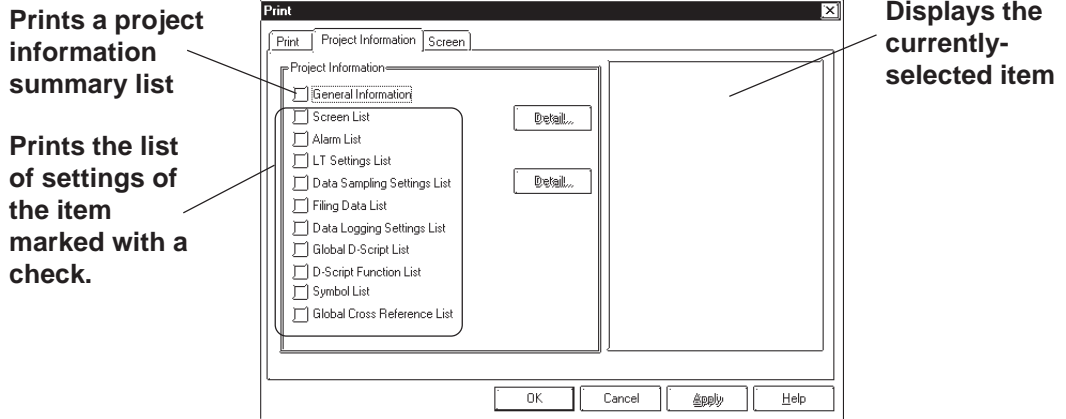 Prints a project
information
summary list
Prints the list
of settings of
the item
marked with a
check.
Print
Print Project Information Screen
Project Information
General Information
Screen List
Detail...
Alarm List
LT Settings List
Data Sampling Settings List
Detail...
Filing Data List
Data Logging Settings List
Global D-Script List
D-Script Function List
Symbol List
Global Cross Reference List
OK Cancel Apply Help
Displays the
currently-
selected item